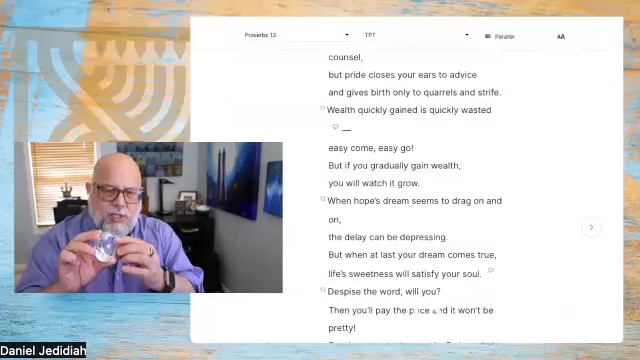 Proverbs 13
TPT
Parallel
AA
counsel,
but pride closes your ears to advice
and gives birth only to quarrels and strife.
11 Wealth quickly gained is quickly wasted
—
easy come, easy go!
But if you gradually gain wealth,
you will watch it grow.
12 When hope's dream seems to drag on and
on,
the delay can be depressing.
But when at last your dream comes true,
life's sweetness will satisfy your soul.
13 Despise the word, will you?
Then you'll pay the price and it won't be
pretty!
Daniel Jedidiah